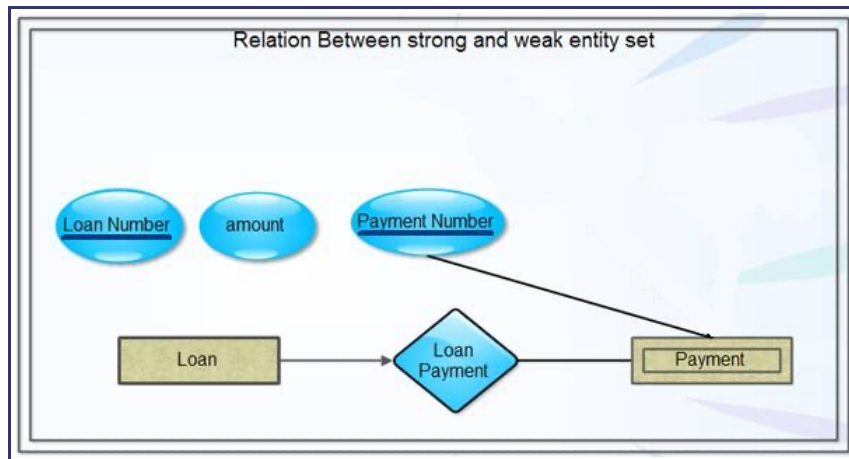 Relation Between strong and weak entity set
Loan Number
amount
Payment Number
Loan
Loan
Payment
Payment